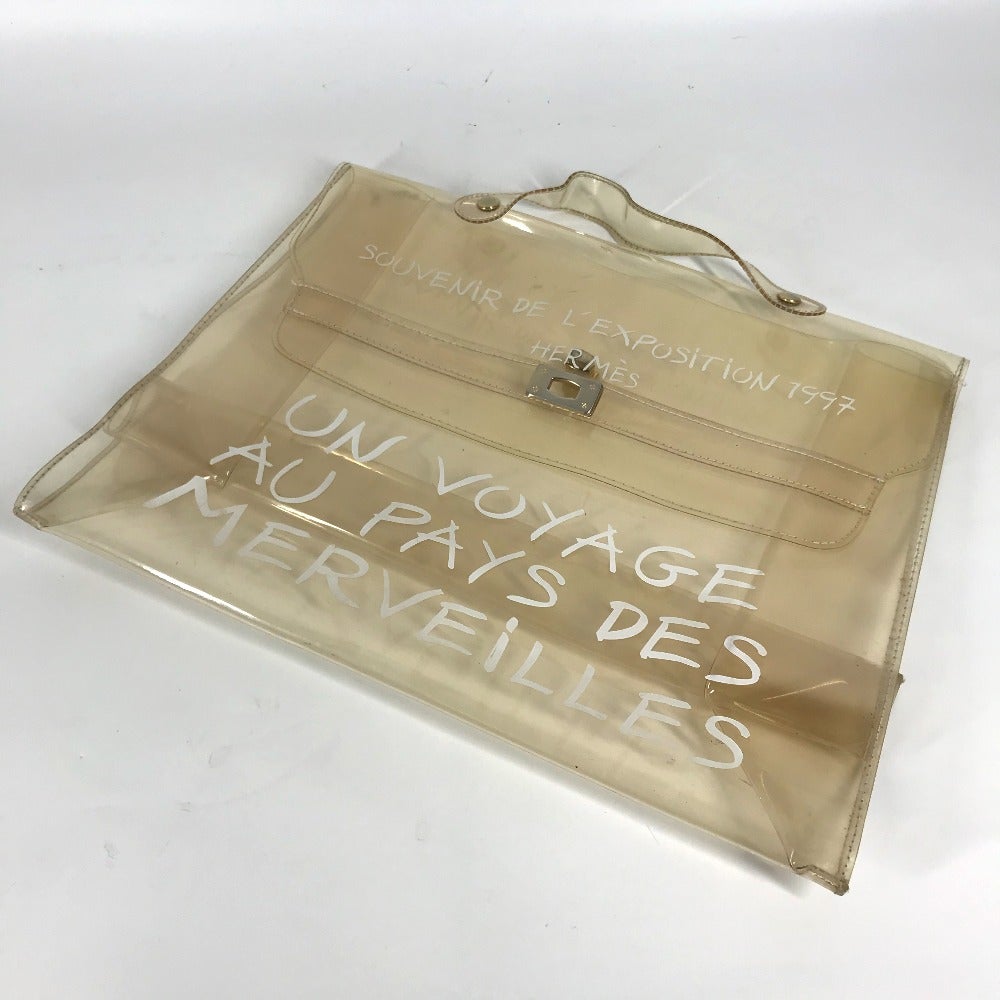 SOUVENIR DE L'EXPOSITION 1997
HERMÈS
UN VOYAGE
AU PAYS DES
MERVEiLLES